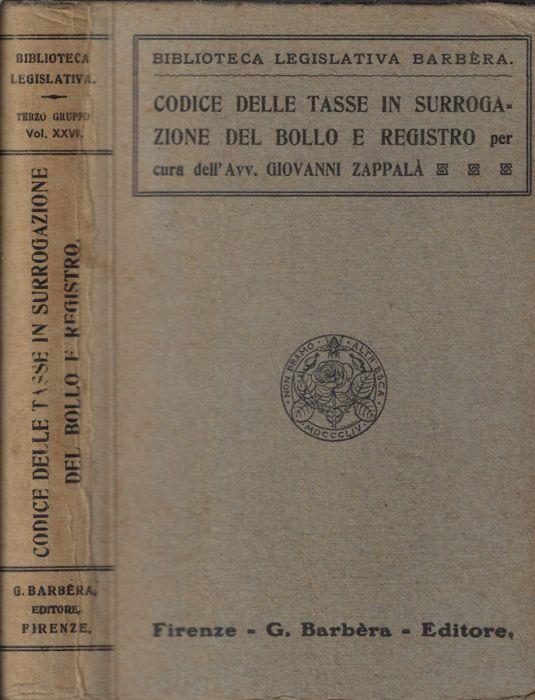 BIBLIOTECA
LEGISLATIVA.
TERZO GRUPPO
Vol. XXVI.
CODICE DELLE TASSE IN SURROGAZIONE
DEL BOLLO E REGISTRO.
G. BARBÈRA,
EDITORE,
FIRENZE.
BIBLIOTECA LEGISLATIVA BARBÈRA.
CODICE DELLE TASSE IN SURROGA-
ZIONE DEL BOLLO E REGISTRO per
cura dell'Avv. GIOVANNI ZAPPALÀ
NON BRAMO · ALTR'ESCA
MDCCCLIV
Firenze - G. Barbèra - Editore.